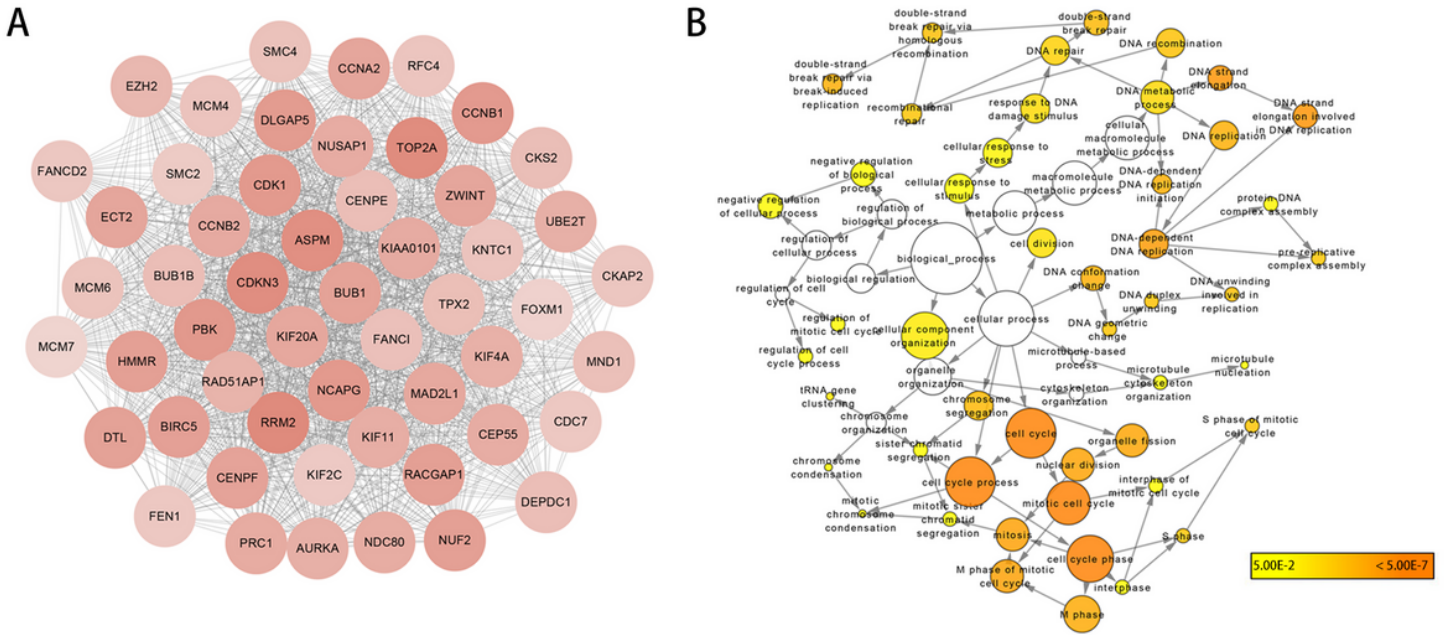 A
SMC4
CCNA2
RFC4
EZH2
MCM4
DLGAP5
CCNB1
NUSAP1
TOP2A
CKS2
FANCD2
SMC2
CDK1
CENPE
ZWINT
ECT2
CCNB2
ASPM
KIAA0101
KNTC1
UBE2T
MCM6
BUB1B
CDKN3
BUB1
TPX2
FOXM1
CKAP2
MCM7
PBK
KIF20A
FANCI
KIF4A
MND1
HMMR
RAD51AP1
NCAPG
MAD2L1
CDC7
DTL
BIRC5
RRM2
KIF11
CEP55
CENPF
KIF2C
RACGAP1
DEPDC1
FEN1
PRC1
AURKA
NDC80
NUF2
B
double-strand
break repair via
homologous
recombination
double-strand
break repair
DNA repair
DNA recombination
double-strand
break repair via
break-induced
replication
recombinational
repair
response to DNA
damage stimulus
DNA metabolic
process
DNA strand
elongation
DNA strand
elongation involved
in DNA replication
DNA replication
cellular
macromolecule
metabolic process
cellular response to
stress
negative regulation
of biological
process
cellular response to
stimulus
macromolecule
metabolic process
DNA-dependent
DNA replication
initiation
negative regulation
of cellular process
regulation of
biological process
metabolic process
protein-DNA
complex assembly
regulation of
cellular process
biological_process
cell division
DNA-dependent
DNA replication
pre-replicative
complex assembly
biological regulation
DNA conformation
change
DNA unwinding
involved in
replication
regulation of cell
cycle
DNA duplex
unwinding
regulation of
mitotic cell cycle
cellular component
organization
cellular process
DNA geometric
change
regulation of cell
cycle process
microtubule-based
process
organelle
organization
microtubule
cytoskeleton
organization
microtubule
nucleation
tRNA gene
clustering
cytoskeleton
organization
chromosome
segregation
chromosome
organization
cell cycle
organelle fission
S phase of mitotic
cell cycle
sister chromatid
segregation
nuclear division
chromosome
condensation
cell cycle process
interphase of
mitotic cell cycle
mitotic cell cycle
mitotic
chromosome
condensation
mitotic sister
chromatid
segregation
mitosis
S phase
cell cycle phase
M phase of mitotic
cell cycle
interphase
M phase
5.00E-2
< 5.00E-7